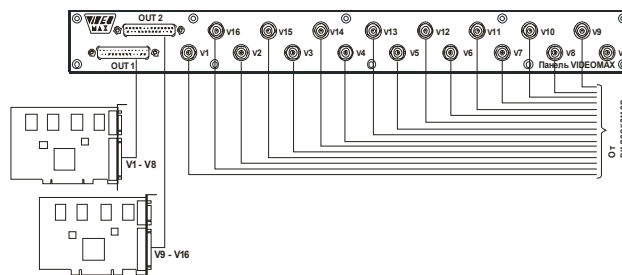 VIDEO
MAX
OUT 2
V16
V15
V14
V13
V12
V11
V10
V9
OUT 1
V1
V2
V3
V4
V5
V6
V7
V8
Панель VIDEOMAX
V1 - V8
V9 - V16
От